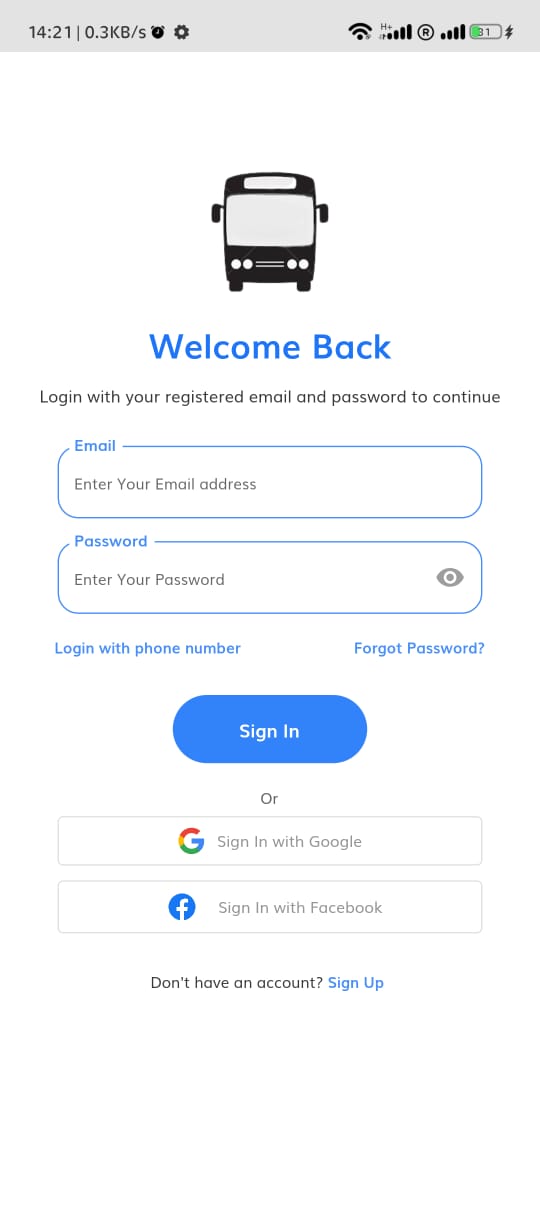 14:21 | 0.3KB/s H+ R 31
Welcome Back
Login with your registered email and password to continue
Email
Enter Your Email address
Password
Enter Your Password
Login with phone number Forgot Password?
Sign In
Or
Sign In with Google
Sign In with Facebook
Don't have an account? Sign Up